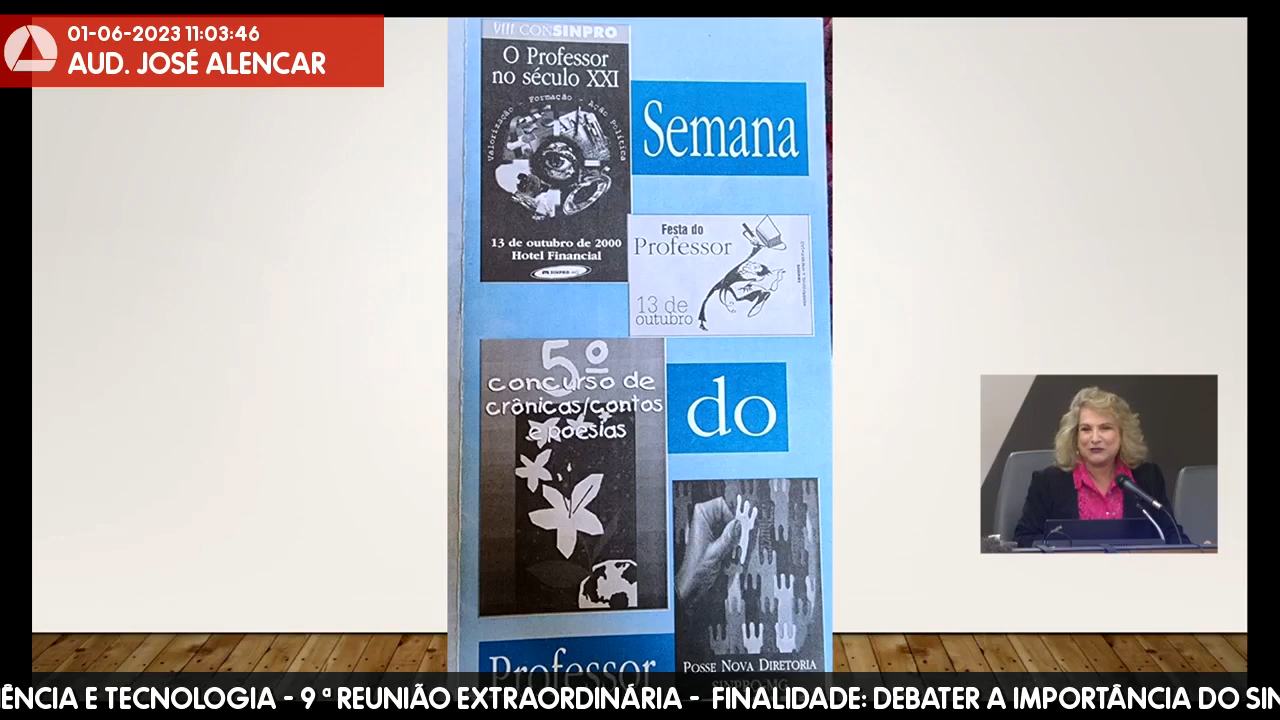 01-06-2023 11:03:46
AUD. JOSÉ ALENCAR
VIII CONSINPRO
O Professor
no século XXI
Valorização - Formação - Ação Política
13 de outubro de 2000
Hotel Financial
SINPRO-MG
Semana
Festa do
Professor
13 de
outubro
5º
concurso de
crônicas/contos
e poesias
do
Professor
POSSE NOVA DIRETORIA
SINPRO-MG
ÊNCIA E TECNOLOGIA - 9 ª REUNIÃO EXTRAORDINÁRIA - FINALIDADE: DEBATER A IMPORTÂNCIA DO SIN